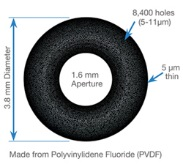 8,400 holes
(5-11µm)
3.8 mm Diameter
1.6 mm
Aperture
5 µm
thin
Made from Polyvinylidene Fluoride (PVDF)